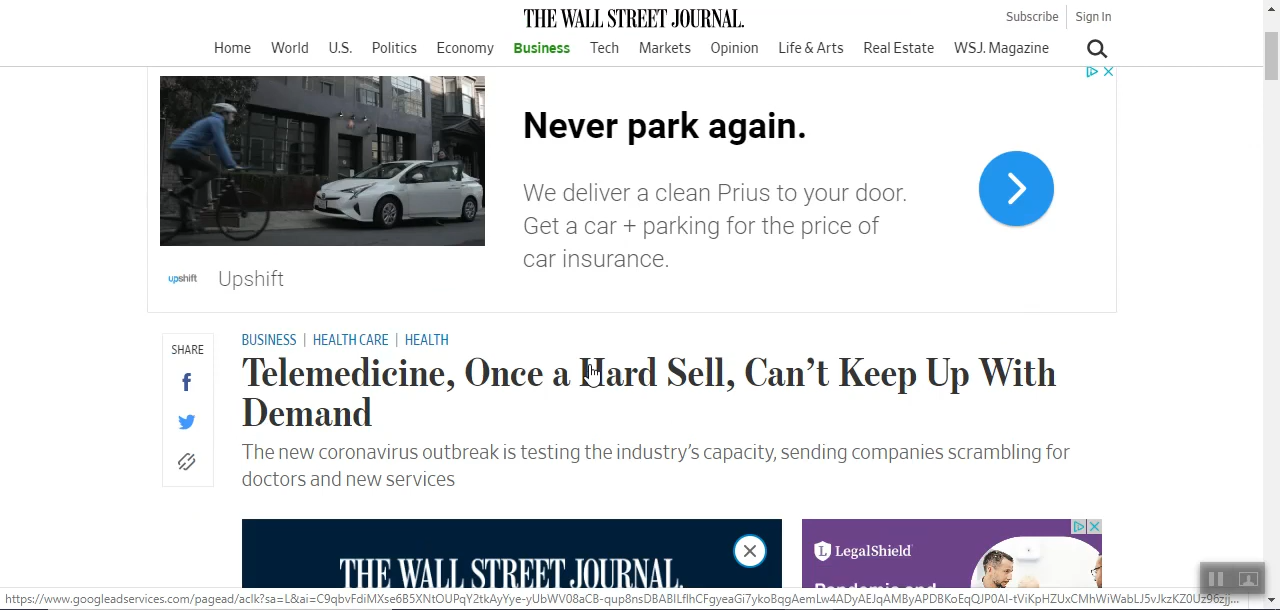 THE WALL STREET JOURNAL.
Subscribe
Sign In
Home World U.S. Politics Economy Business Tech Markets Opinion Life & Arts Real Estate WSJ. Magazine
Never park again.
We deliver a clean Prius to your door.
Get a car + parking for the price of
car insurance.
upshift
Upshift
SHARE
BUSINESS | HEALTH CARE | HEALTH
Telemedicine, Once a Hard Sell, Can’t Keep Up With
Demand
The new coronavirus outbreak is testing the industry’s capacity, sending companies scrambling for
doctors and new services
THE WALL STREET JOURNAL.
LegalShield
Pandemic and